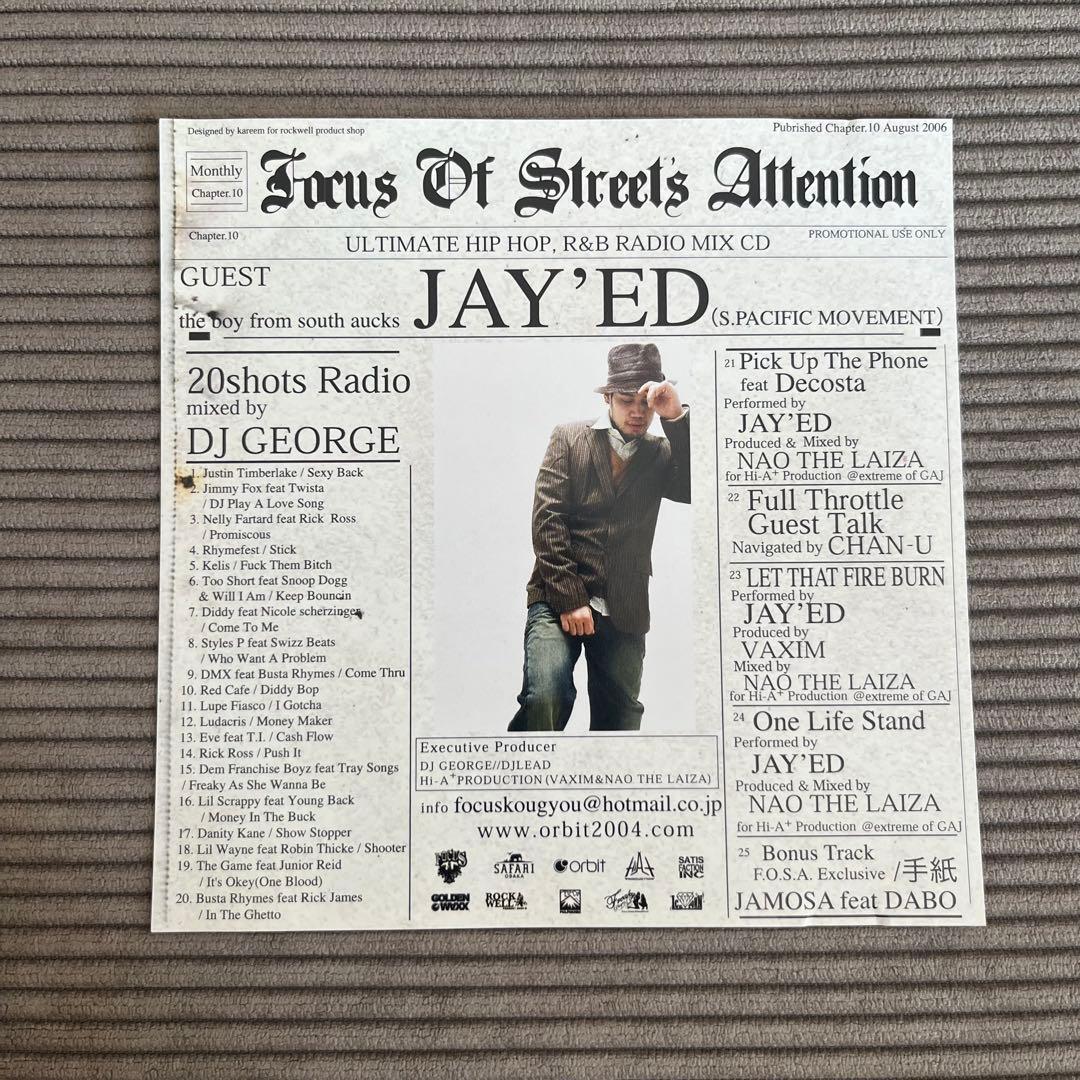 Designed by kareem for rockwell product shop
Pubrished Chapter.10 August 2006
Monthly
Chapter.10
Focus Of Street's Attention
Chapter.10
ULTIMATE HIP HOP, R&B RADIO MIX CD
PROMOTIONAL USE ONLY
GUEST
the boy from south aucks JAY'ED (S.PACIFIC MOVEMENT)
20shots Radio
mixed by
DJ GEORGE
1. Justin Timberlake / Sexy Back
2. Jimmy Fox feat Twista
/ DJ Play A Love Song
3. Nelly Fartard feat Rick Ross
/ Promiscous
4. Rhymefest / Stick
5. Kelis / Fuck Them Bitch
6. Too Short feat Snoop Dogg
& Will I Am / Keep Bouncin
7. Diddy feat Nicole scherzinger
/ Come To Me
8. Styles P feat Swizz Beats
/ Who Want A Problem
9. DMX feat Busta Rhymes / Come Thru
10. Red Cafe / Diddy Bop
11. Lupe Fiasco / I Gotcha
12. Ludacris / Money Maker
13. Eve feat T.I. / Cash Flow
14. Rick Ross / Push It
15. Dem Franchise Boyz feat Tray Songs
/ Freaky As She Wanna Be
16. Lil Scrappy feat Young Back
/ Money In The Buck
17. Danity Kane / Show Stopper
18. Lil Wayne feat Robin Thicke / Shooter
19. The Game feat Junior Reid
/ It's Okey(One Blood)
20. Busta Rhymes feat Rick James
/ In The Ghetto
Executive Producer
DJ GEORGE//DJLEAD
Hi-A+PRODUCTION(VAXIM&NAO THE LAIZA)
info focuskougyou@hotmail.co.jp
www.orbit2004.com
FOCUS
SAFARI
OSAKA
orbit
SATIS
FACTION
INC
GOLDEN
WAXX
ROCK
WELL
21 Pick Up The Phone
feat Decosta
Performed by
JAY'ED
Produced & Mixed by
NAO THE LAIZA
for Hi-A+ Production @extreme of GAJ
22 Full Throttle
Guest Talk
Navigated by CHAN-U
23 LET THAT FIRE BURN
Performed by
JAY'ED
Produced by
VAXIM
Mixed by
NAO THE LAIZA
for Hi-A+ Production @extreme of GAJ
24 One Life Stand
Performed by
JAY'ED
Produced & Mixed by
NAO THE LAIZA
for Hi-A+ Production @extreme of GAJ
25 Bonus Track
F.O.S.A. Exclusive /手紙
JAMOSA feat DABO